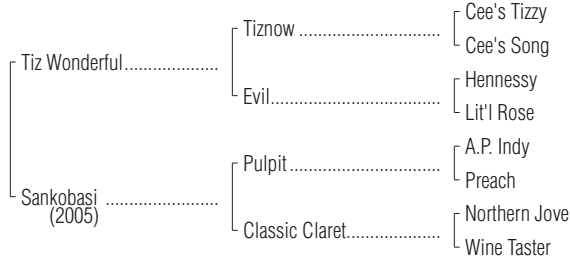 Cee's Tizzy
Tiznow
Cee's Song
Tiz Wonderful
Hennessy
Evil
Lit'l Rose
A.P. Indy
Pulpit
Preach
Sankobasi
(2005)
Northern Jove
Classic Claret
Wine Taster